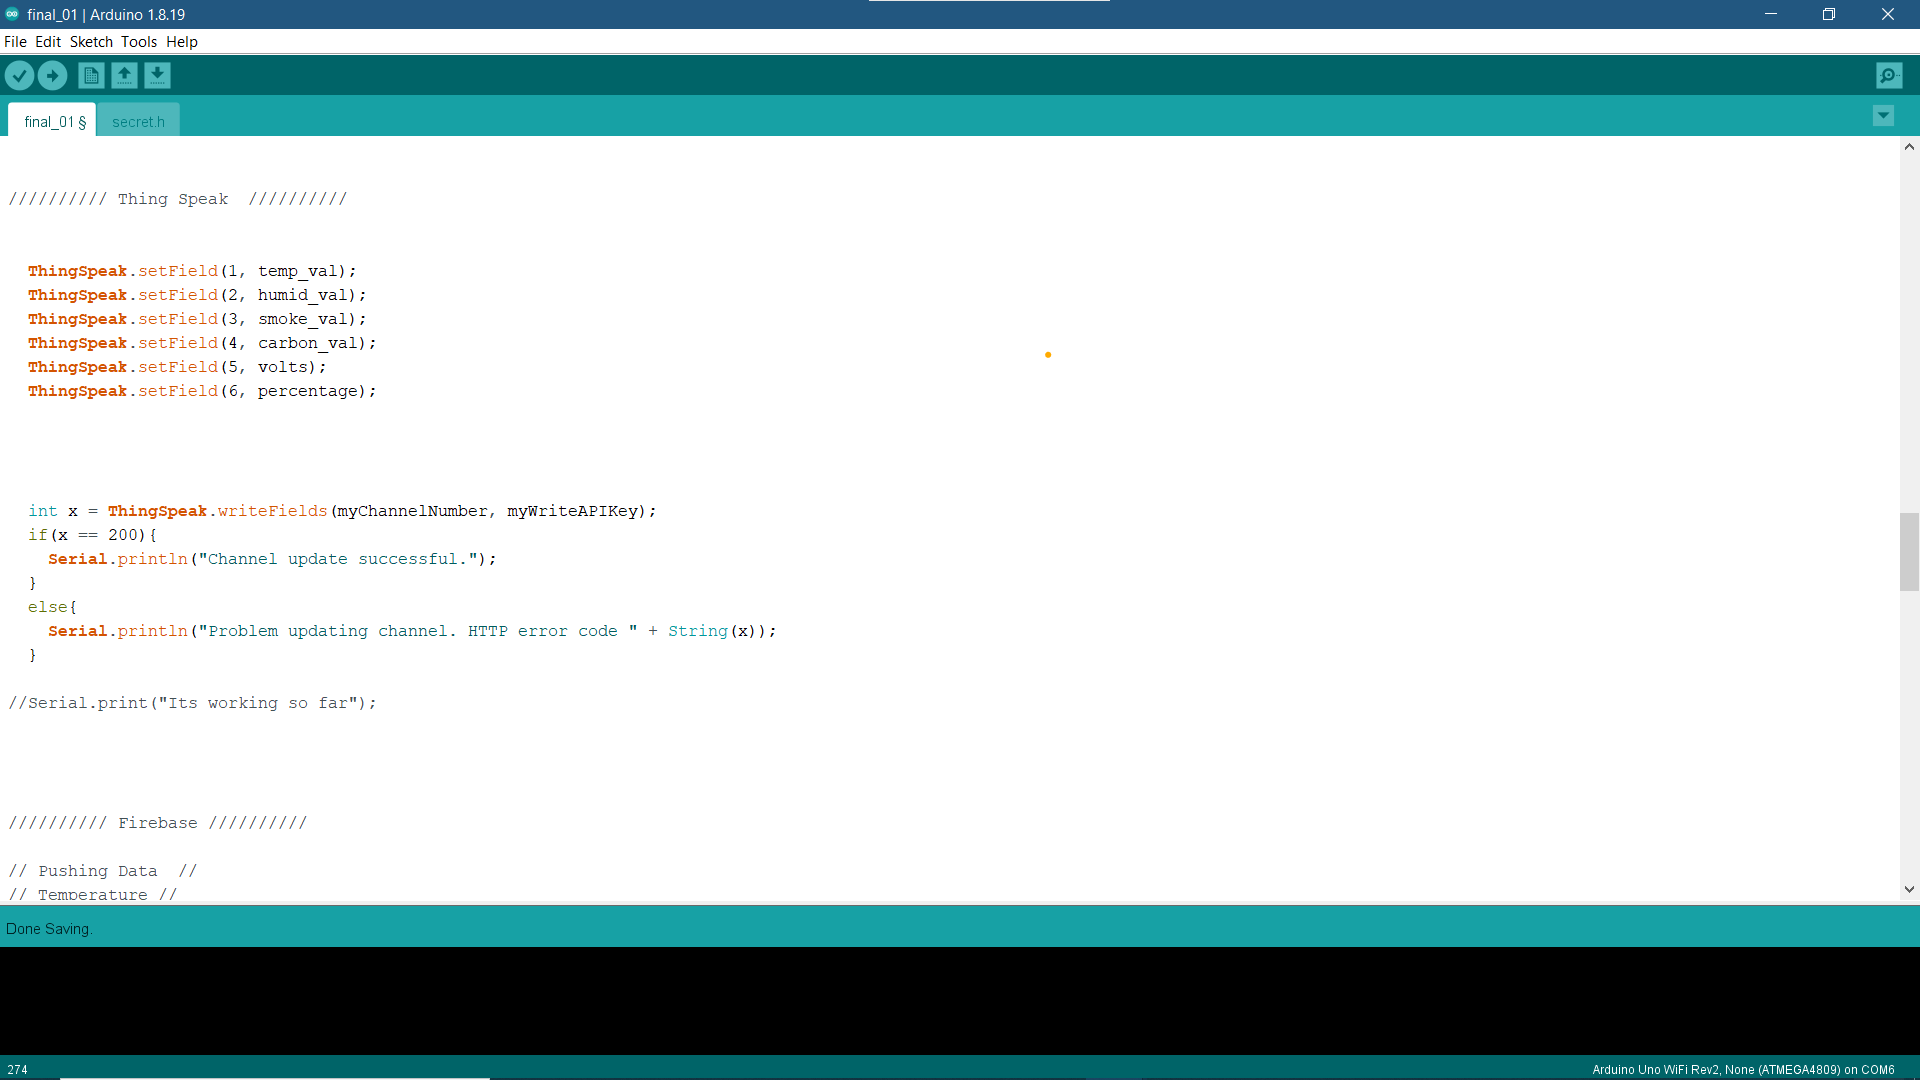 final_01 | Arduino 1.8.19
File Edit Sketch Tools Help
final_01 § secret.h
////////// Thing Speak //////////
ThingSpeak.setField(1, temp_val);
ThingSpeak.setField(2, humid_val);
ThingSpeak.setField(3, smoke_val);
ThingSpeak.setField(4, carbon_val);
ThingSpeak.setField(5, volts);
ThingSpeak.setField(6, percentage);
int x = ThingSpeak.writeFields(myChannelNumber, myWriteAPIKey);
if(x == 200){
Serial.println("Channel update successful.");
}
else{
Serial.println("Problem updating channel. HTTP error code " + String(x));
}
//Serial.print("Its working so far");
////////// Firebase //////////
// Pushing Data //
// Temperature //
Done Saving.
274 Arduino Uno WiFi Rev2, None (ATMEGA4809) on COM6